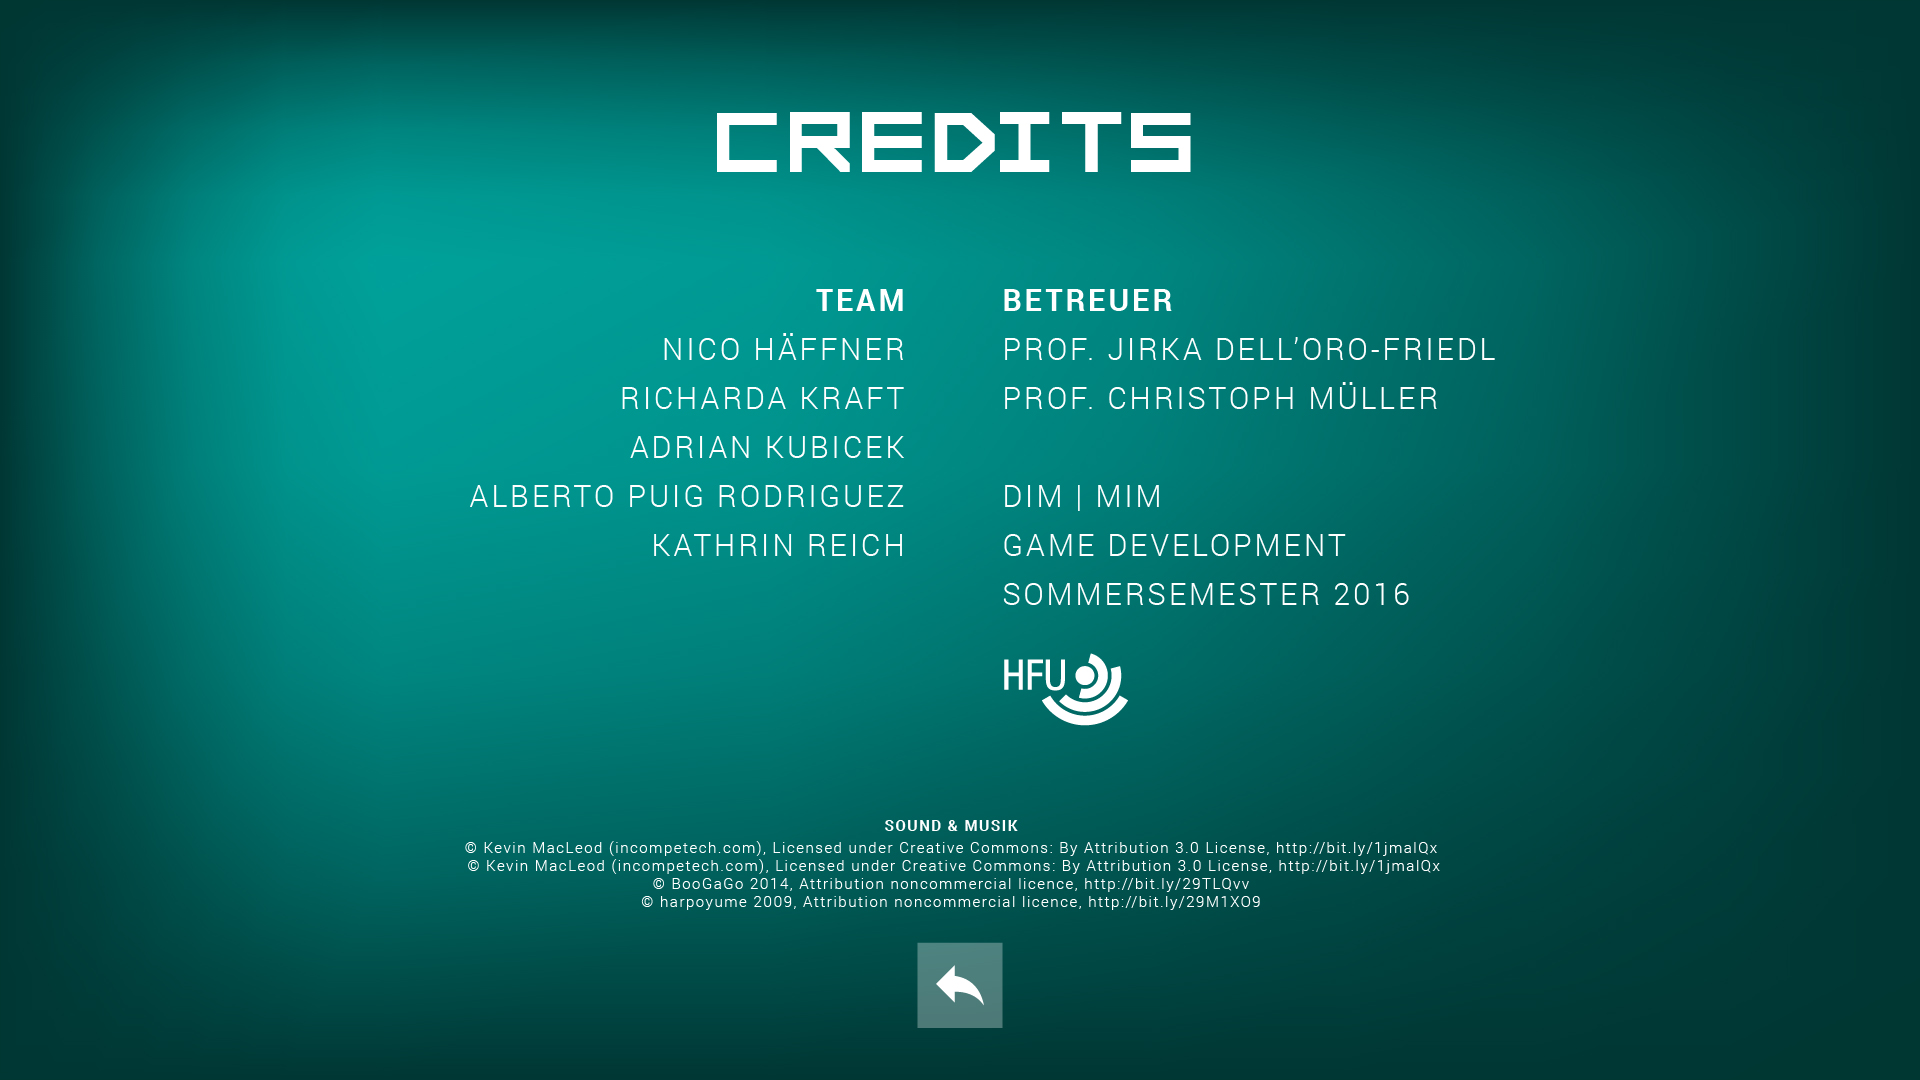 CREDITS
TEAM
NICO HÄFFNER
RICHARDA KRAFT
ADRIAN KUBICEK
ALBERTO PUIG RODRIGUEZ
KATHRIN REICH
BETREUER
PROF. JIRKA DELL'ORO-FRIEDL
PROF. CHRISTOPH MÜLLER
DIM | MIM
GAME DEVELOPMENT
SOMMERSEMESTER 2016
HFU
SOUND & MUSIK
© Kevin MacLeod (incompetech.com), Licensed under Creative Commons: By Attribution 3.0 License, http://bit.ly/1jmaIQx
© Kevin MacLeod (incompetech.com), Licensed under Creative Commons: By Attribution 3.0 License, http://bit.ly/1jmaIQx
© BooGaGo 2014, Attribution noncommercial licence, http://bit.ly/29TLQvv
© harpoyume 2009, Attribution noncommercial licence, http://bit.ly/29M1XO9